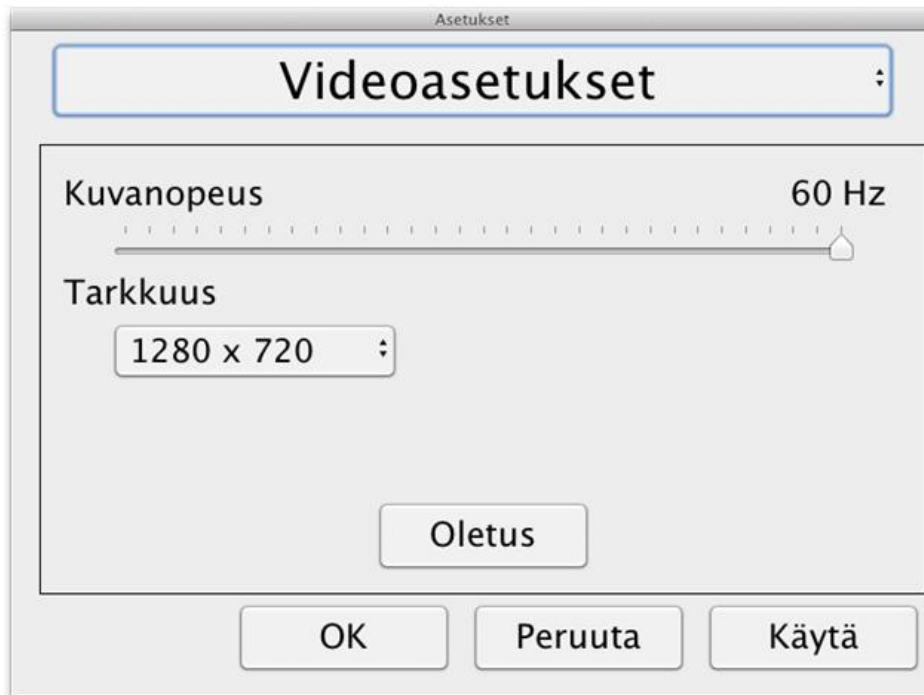 Asetukset
Videoasetukset
Kuvanopeus 60 Hz
Tarkkuus
1280 x 720
Oletus
OK Peruuta Käytä